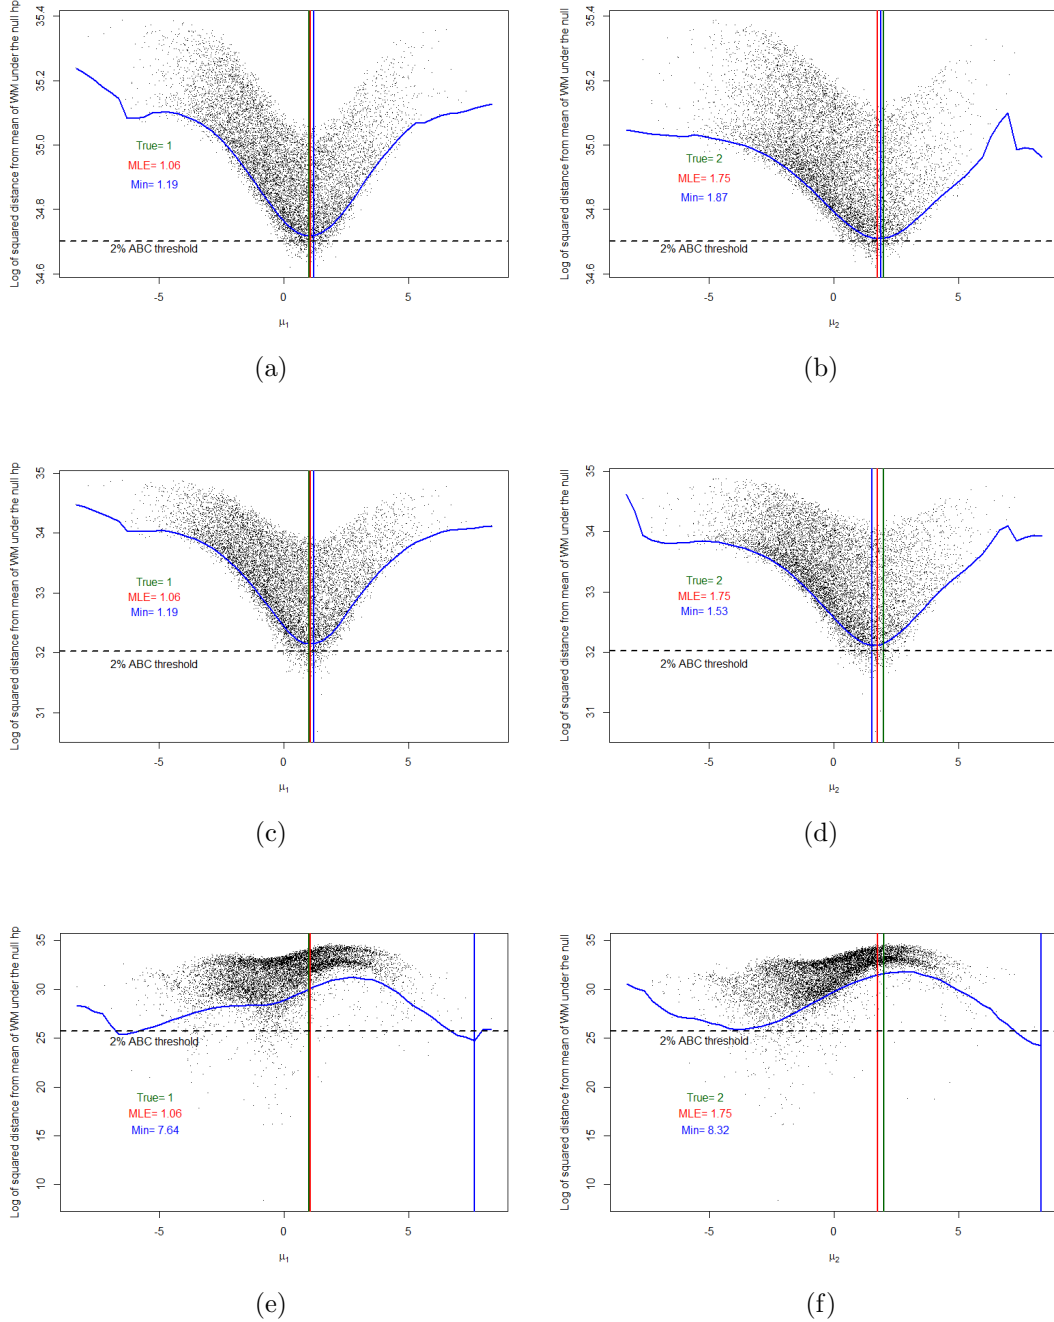 Log of squared distance from mean of WM under the null hp
35.4
35.2
35.0
34.8
34.6
True= 1
MLE= 1.06
Min= 1.19
2% ABC threshold
-5 0 5
μ1
(a)
Log of squared distance from mean of WM under the null
35.4
35.2
35.0
34.8
34.6
True= 2
MLE= 1.75
Min= 1.87
2% ABC threshold
-5 0 5
μ2
(b)
Log of squared distance from mean of WM under the null hp
35
34
33
32
31
True= 1
MLE= 1.06
Min= 1.19
2% ABC threshold
-5 0 5
μ1
(c)
Log of squared distance from mean of WM under the null
35
34
33
32
31
True= 2
MLE= 1.75
Min= 1.53
2% ABC threshold
-5 0 5
μ2
(d)
Log of squared distance from mean of WM under the null hp
35
30
25
20
15
10
2% ABC threshold
True= 1
MLE= 1.06
Min= 7.64
-5 0 5
μ1
(e)
Log of squared distance from mean of WM under the null
35
30
25
20
15
10
2% ABC threshold
True= 2
MLE= 1.75
Min= 8.32
-5 0 5
μ2
(f)